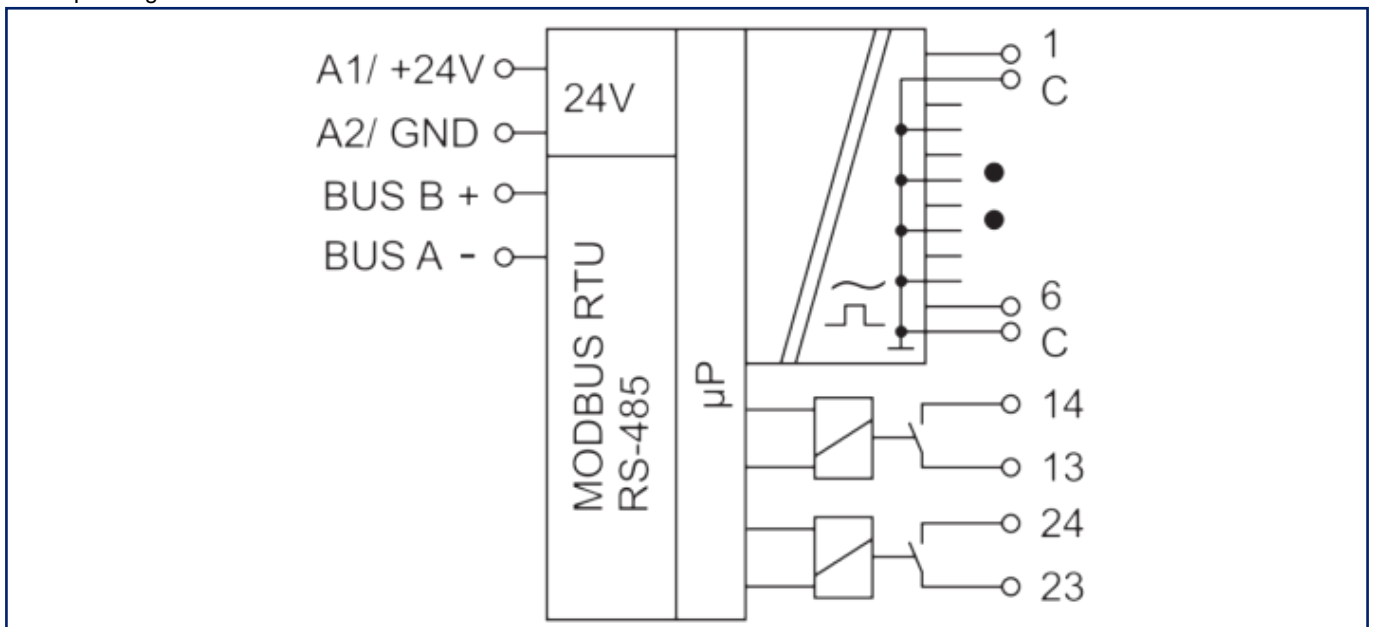 A1/ +24V
A2/ GND
BUS B +
BUS A -
24V
MODBUS RTU
RS-485
µP
1
C
6
C
14
13
24
23